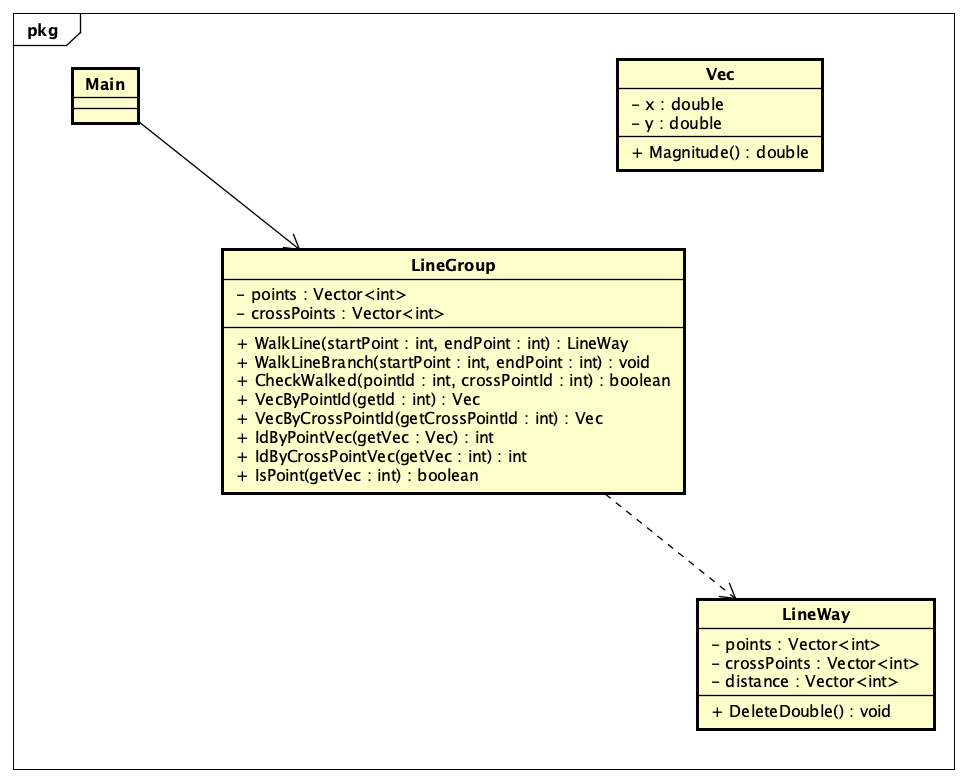 pkg
Main
Vec
- x : double
- y : double
+ Magnitude() : double
LineGroup
- points : Vector<int>
- crossPoints : Vector<int>
+ WalkLine(startPoint : int, endPoint : int) : LineWay
+ WalkLineBranch(startPoint : int, endPoint : int) : void
+ CheckWalked(pointId : int, crossPointId : int) : boolean
+ VecByPointId(getId : int) : Vec
+ VecByCrossPointId(getCrossPointId : int) : Vec
+ IdByPointVec(getVec : Vec) : int
+ IdByCrossPointVec(getVec : int) : int
+ IsPoint(getVec : int) : boolean
LineWay
- points : Vector<int>
- crossPoints : Vector<int>
- distance : Vector<int>
+ DeleteDouble() : void